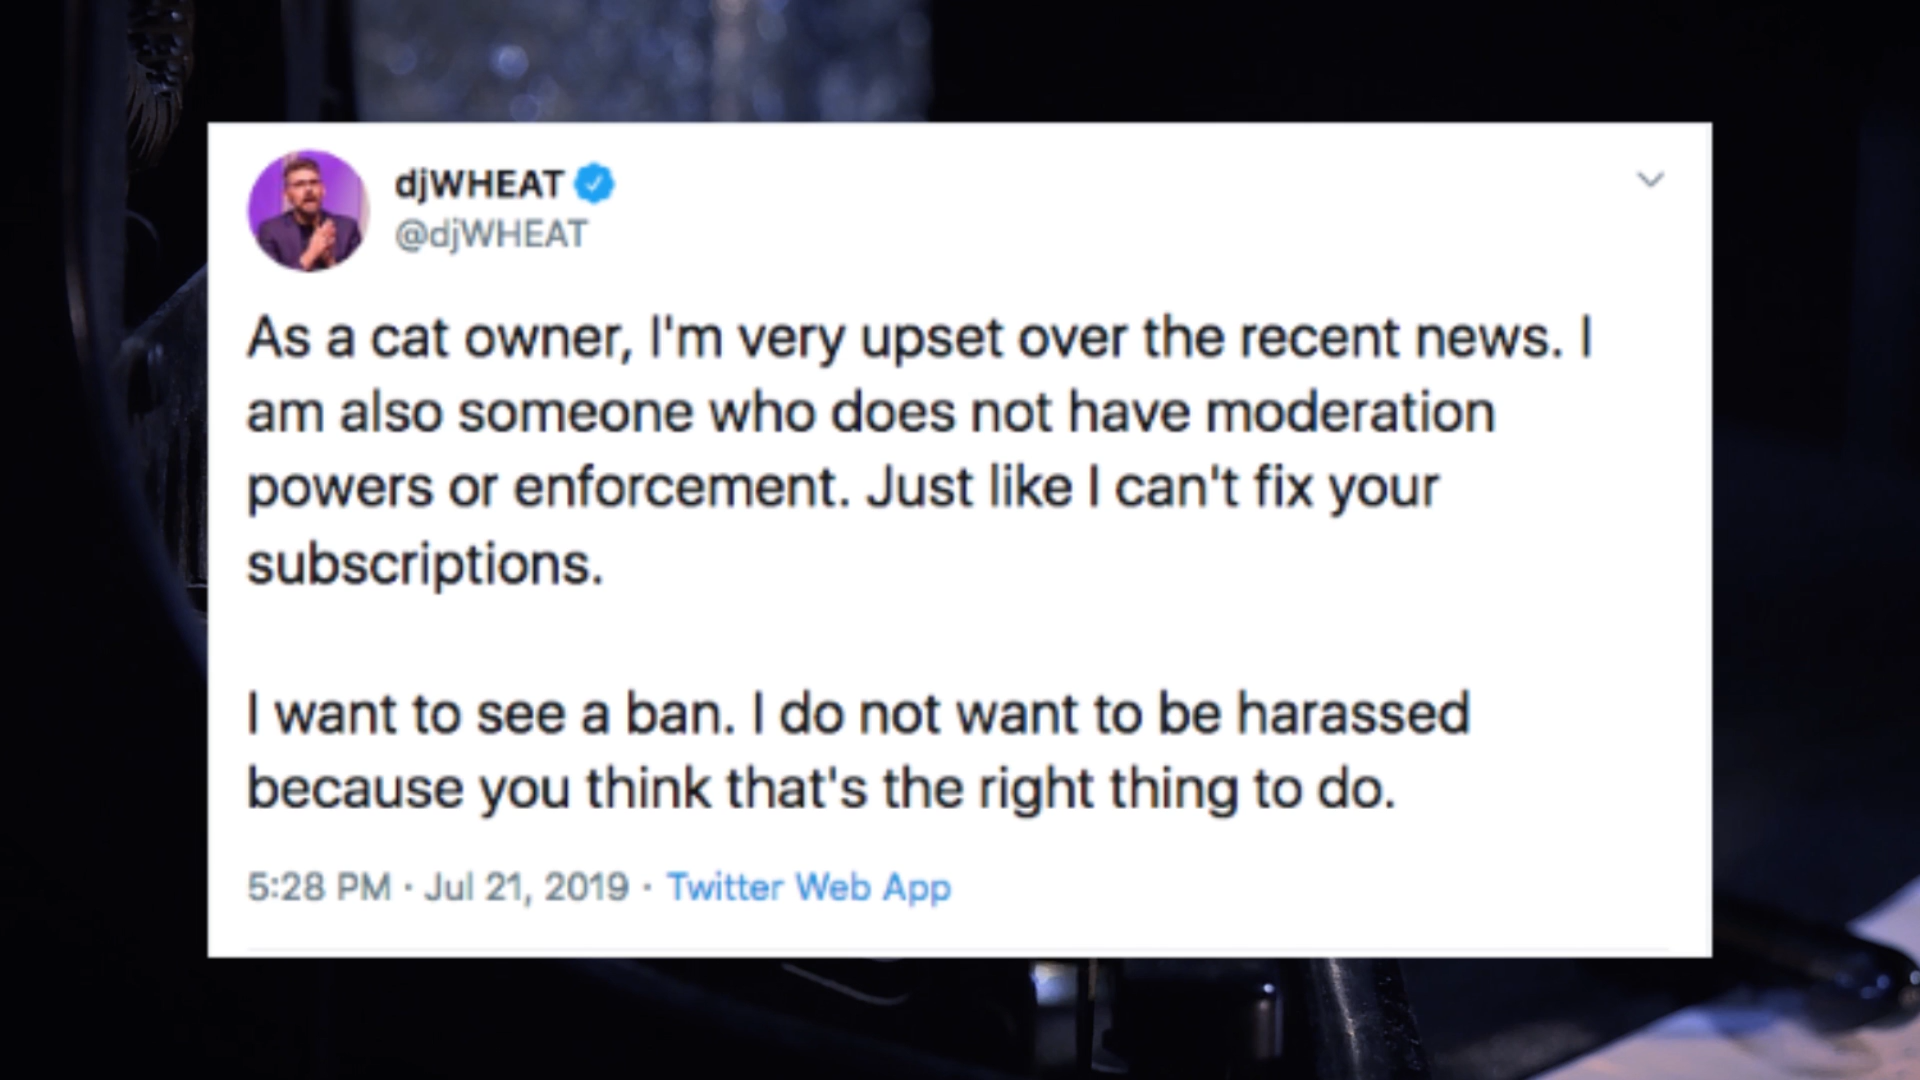 djWHEAT
@djWHEAT
As a cat owner, I'm very upset over the recent news. I
am also someone who does not have moderation
powers or enforcement. Just like I can't fix your
subscriptions.
I want to see a ban. I do not want to be harassed
because you think that's the right thing to do.
5:28 PM · Jul 21, 2019 · Twitter Web App